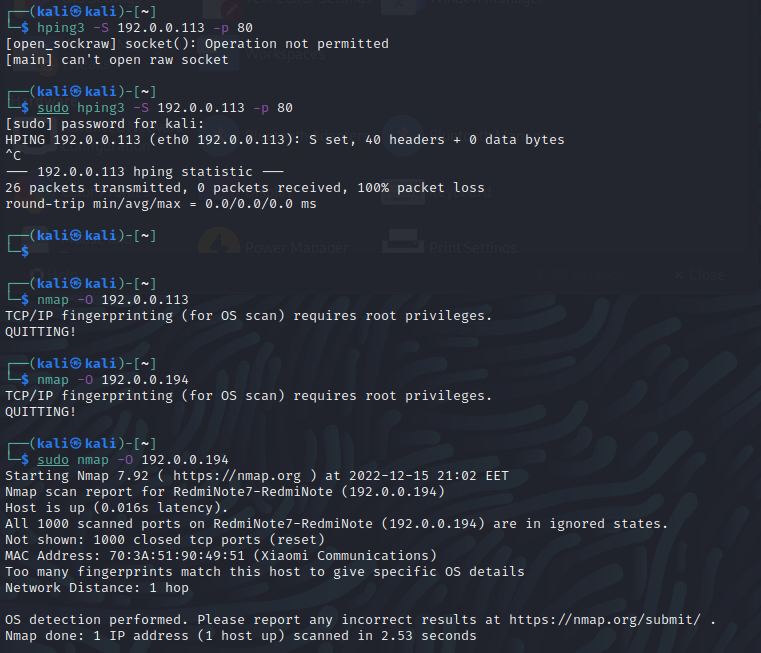 ┌──(kali㉿kali)-[~]
└─$ hping3 -S 192.0.0.113 -p 80
[open_sockraw] socket(): Operation not permitted
[main] can't open raw socket
┌──(kali㉿kali)-[~]
└─$ sudo hping3 -S 192.0.0.113 -p 80
[sudo] password for kali:
HPING 192.0.0.113 (eth0 192.0.0.113): S set, 40 headers + 0 data bytes
^C
--- 192.0.0.113 hping statistic ---
26 packets transmitted, 0 packets received, 100% packet loss
round-trip min/avg/max = 0.0/0.0/0.0 ms
┌──(kali㉿kali)-[~]
└─$
Power Manager
Print Settings
Close
┌──(kali㉿kali)-[~]
└─$ nmap -O 192.0.0.113
TCP/IP fingerprinting (for OS scan) requires root privileges.
QUITTING!
┌──(kali㉿kali)-[~]
└─$ nmap -O 192.0.0.194
TCP/IP fingerprinting (for OS scan) requires root privileges.
QUITTING!
┌──(kali㉿kali)-[~]
└─$ sudo nmap -O 192.0.0.194
Starting Nmap 7.92 ( https://nmap.org ) at 2022-12-15 21:02 EET
Nmap scan report for RedmiNote7-RedmiNote (192.0.0.194)
Host is up (0.016s latency).
All 1000 scanned ports on RedmiNote7-RedmiNote (192.0.0.194) are in ignored states.
Not shown: 1000 closed tcp ports (reset)
MAC Address: 70:3A:51:90:49:51 (Xiaomi Communications)
Too many fingerprints match this host to give specific OS details
Network Distance: 1 hop
OS detection performed. Please report any incorrect results at https://nmap.org/submit/ .
Nmap done: 1 IP address (1 host up) scanned in 2.53 seconds